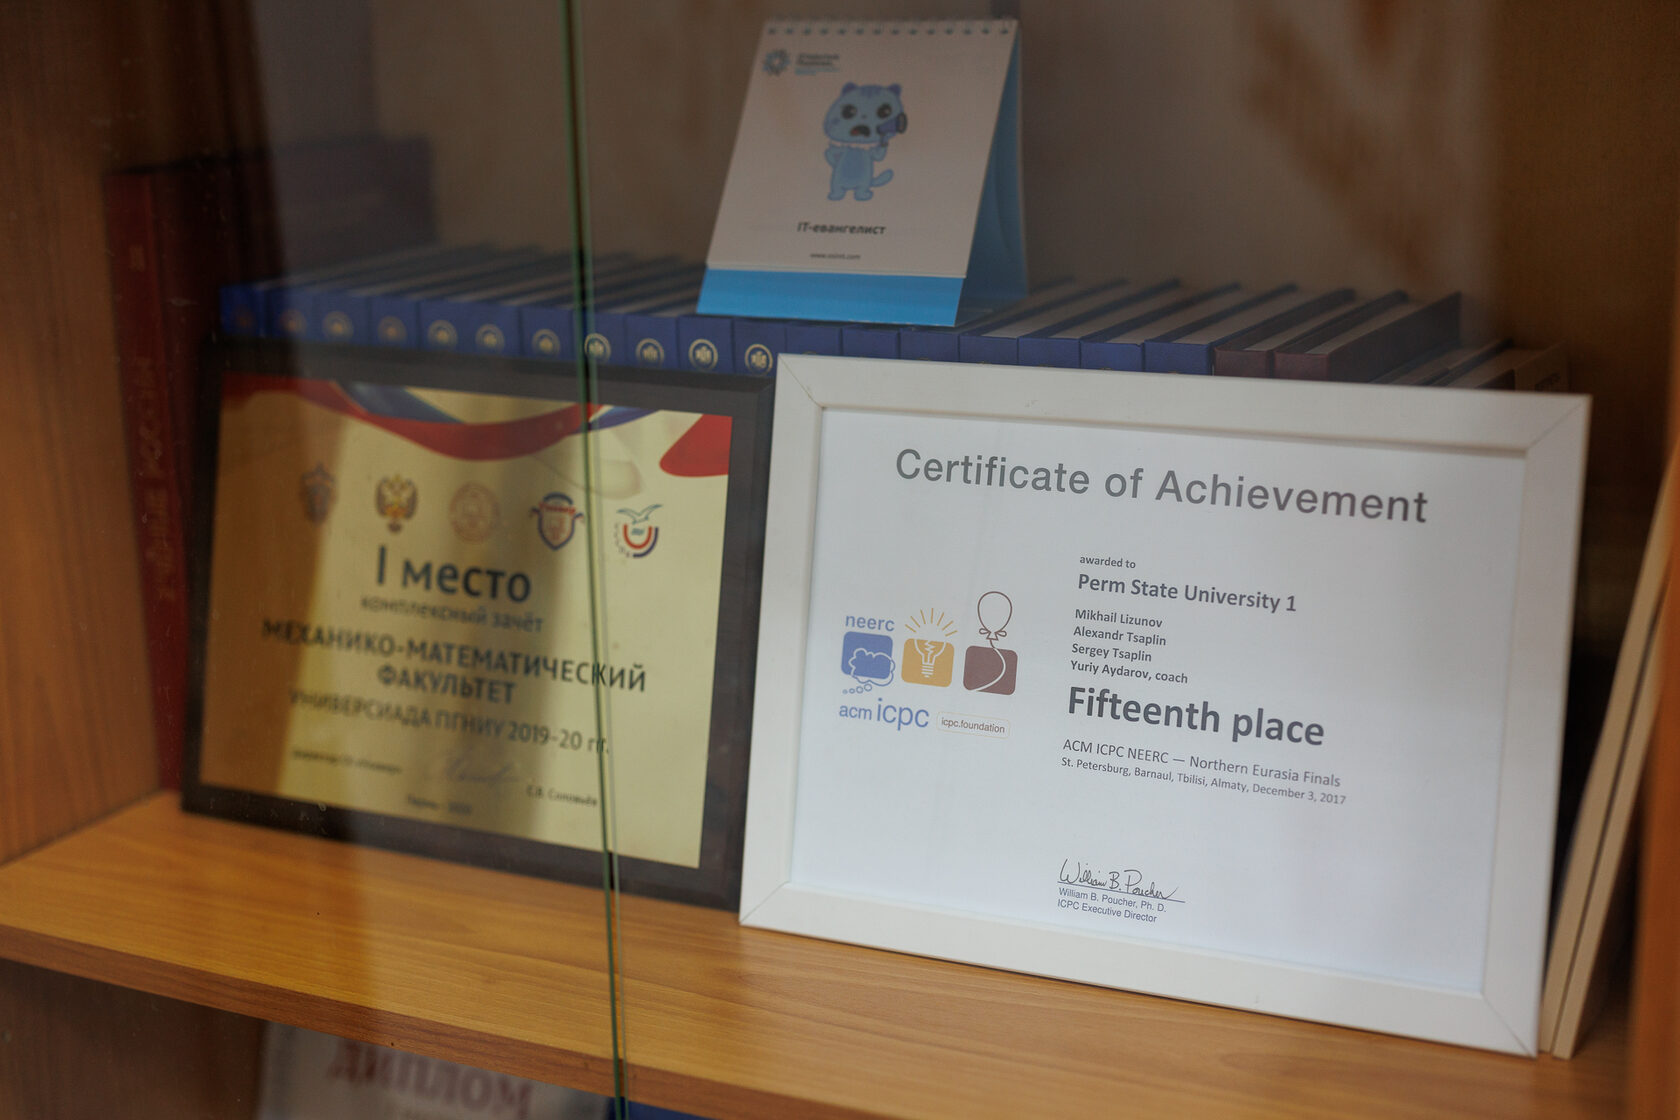 IT-евангелист
I место
комплексный зачёт
МЕХАНИКО-МАТЕМАТИЧЕСКИЙ
ФАКУЛЬТЕТ
УНИВЕРСИАДА ПГНИУ 2019-20 гг.
Е.В. Соловьёв
Certificate of Achievement
awarded to
Perm State University 1
Mikhail Lizunov
Alexandr Tsaplin
Sergey Tsaplin
Yuriy Aydarov, coach
Fifteenth place
ACM ICPC NEERC — Northern Eurasia Finals
St. Petersburg, Barnaul, Tbilisi, Almaty, December 3, 2017
neerc
acm icpc
icpc.foundation
William B. Poucher
William B. Poucher, Ph. D.
ICPC Executive Director
ДИПЛОМ